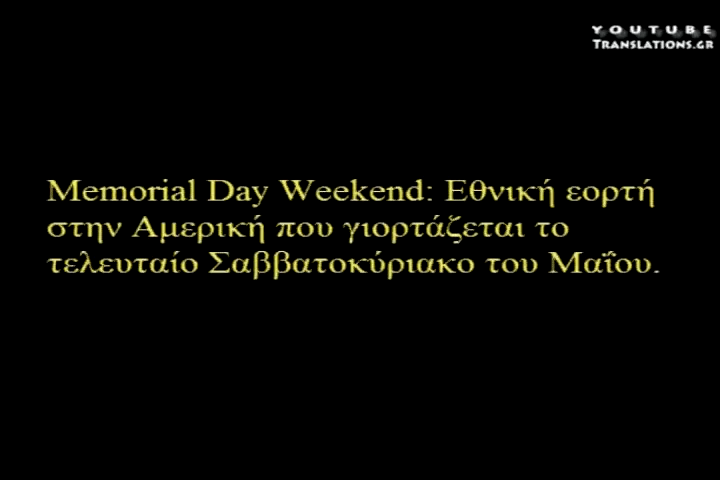 YOUTUBE
TRANSLATIONS.GR
Memorial Day Weekend: Εθνική εορτή
στην Αμερική που γιορτάζεται το
τελευταίο Σαββατοκύριακο του Μαΐου.